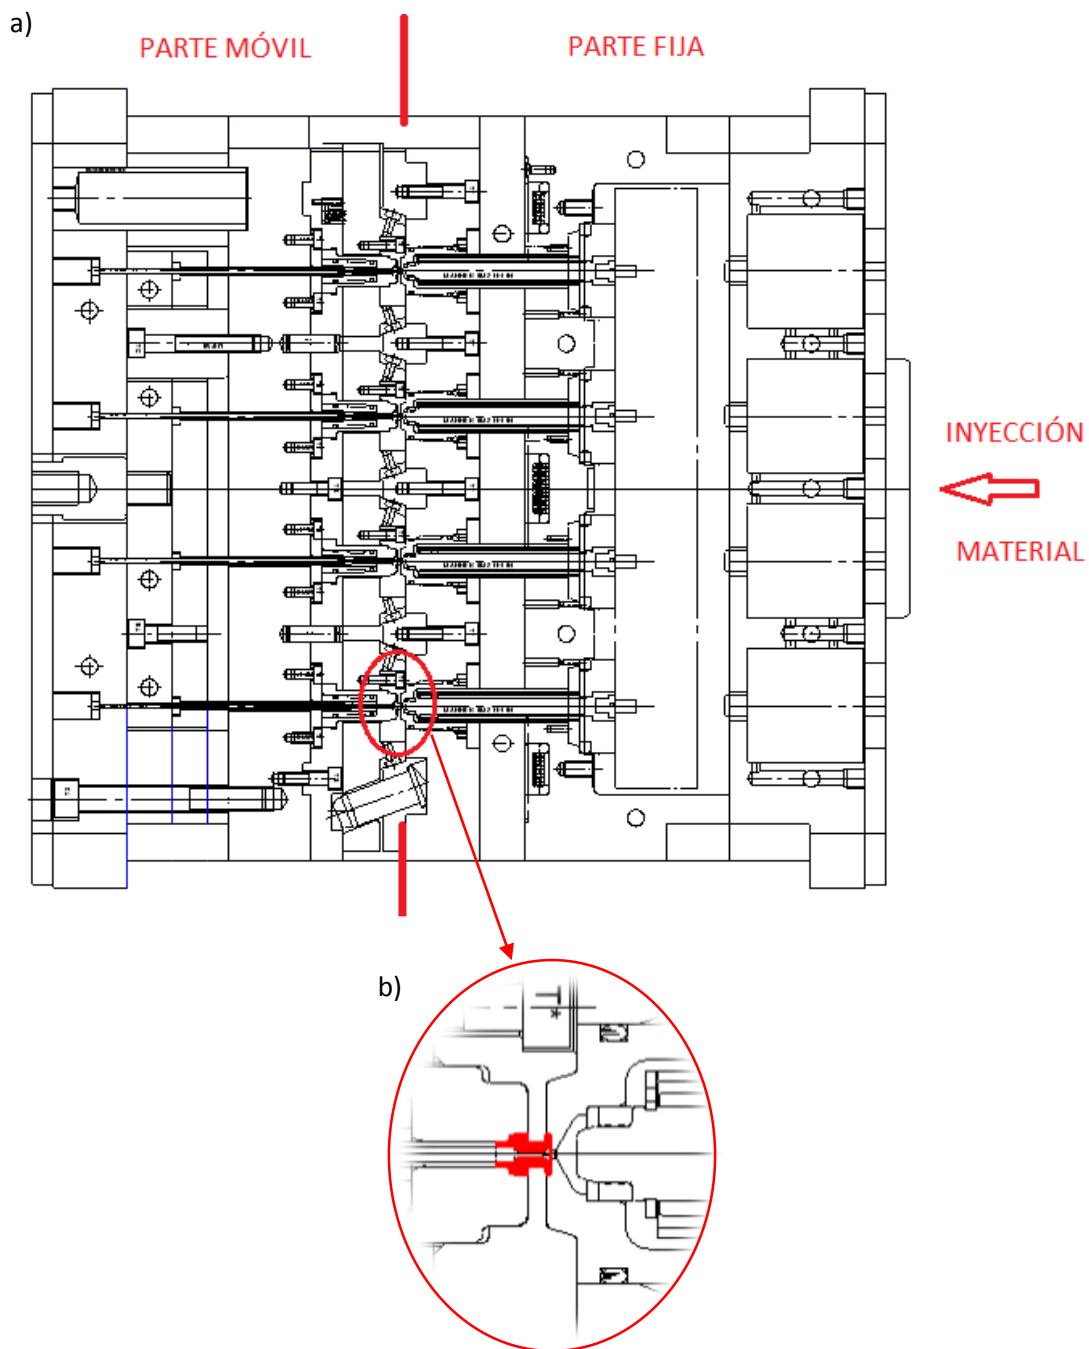 a)
PARTE MÓVIL
PARTE FIJA
INYECCIÓN
MATERIAL
b)
T*